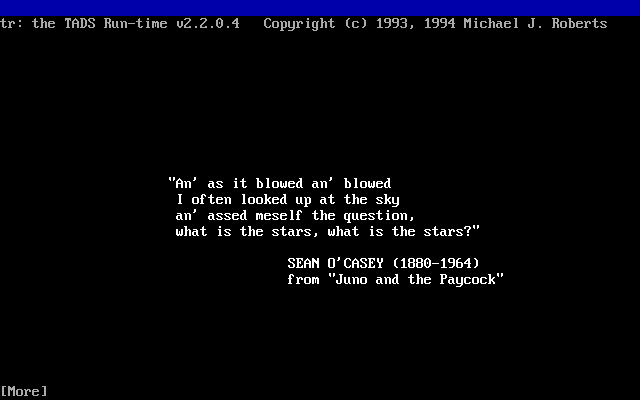 tr: the TADS Run-time v2.2.0.4   Copyright (c) 1993, 1994 Michael J. Roberts
"An' as it blowed an' blowed
I often looked up at the sky
an' assed meself the question,
what is the stars, what is the stars?"
SEAN O'CASEY (1880-1964)
from "Juno and the Paycock"
[More]